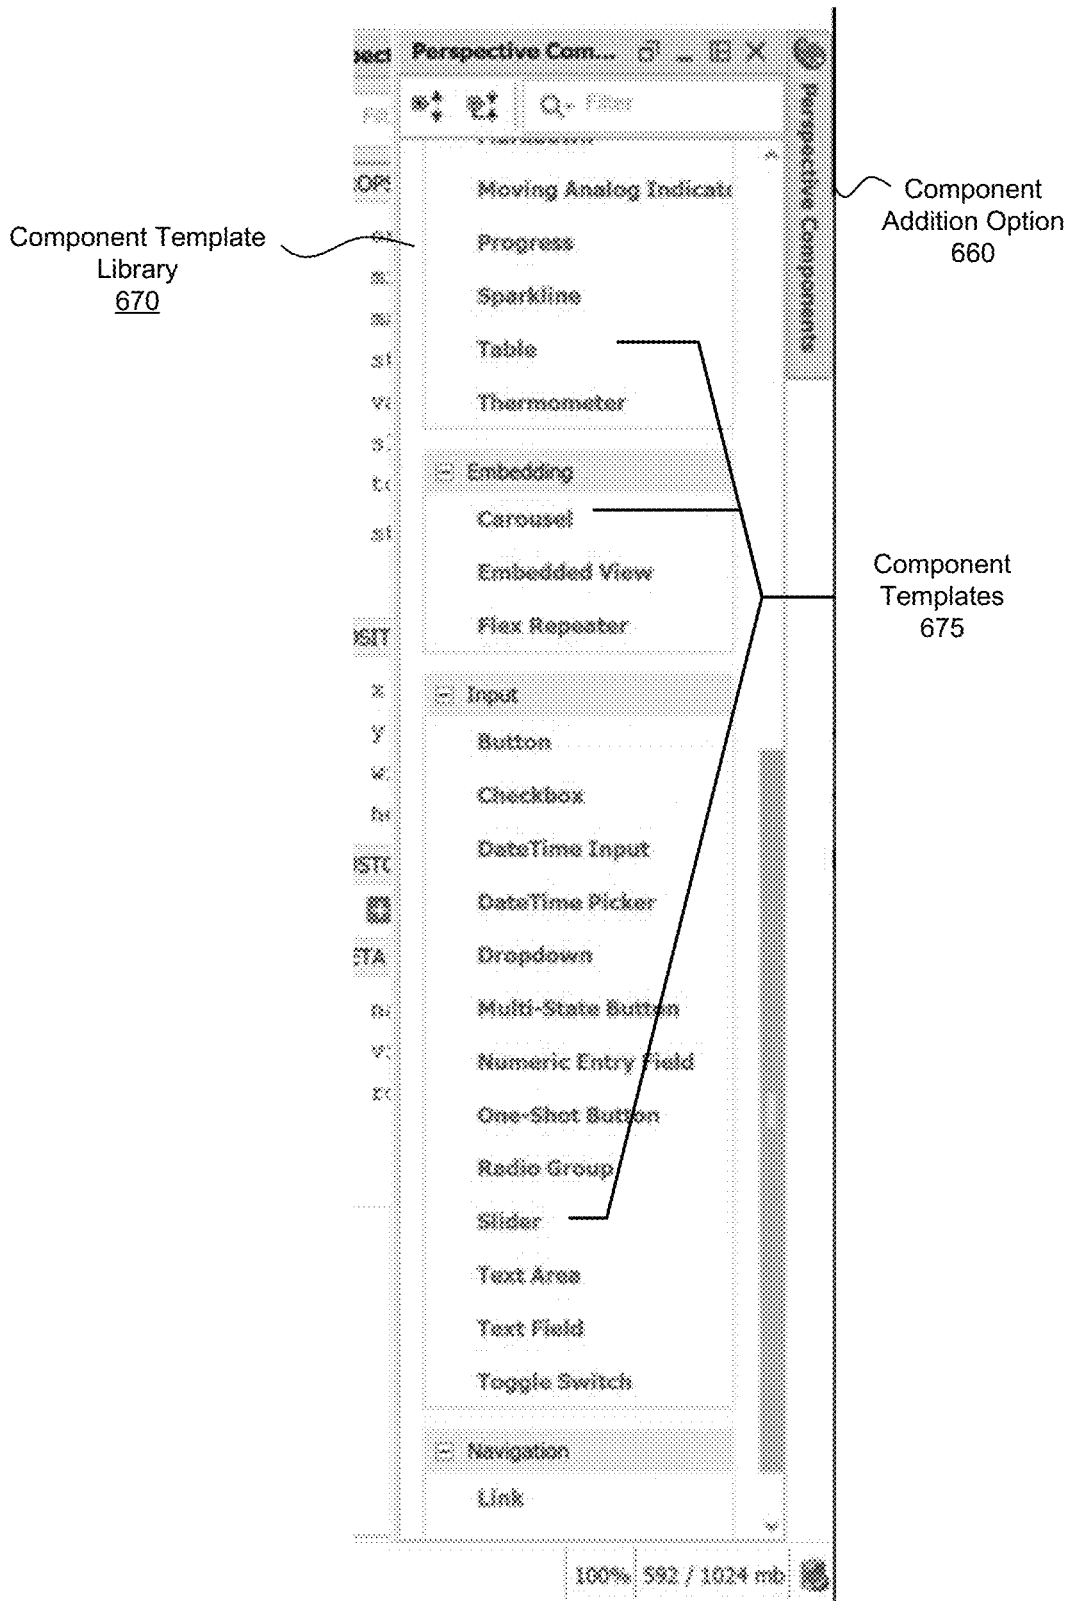 Perspective Com...
Filter
Perspective Components
Moving Analog Indicato
Progress
Sparkline
Table
Thermometer
Embedding
Carousel
Embedded View
Flex Repeater
Input
Button
Checkbox
DateTime Input
DateTime Picker
Dropdown
Multi-State Button
Numeric Entry Field
One-Shot Button
Radio Group
Slider
Text Area
Text Field
Toggle Switch
Navigation
Link
100%
592 / 1024 mb
Component Template
Library
670
Component
Addition Option
660
Component
Templates
675